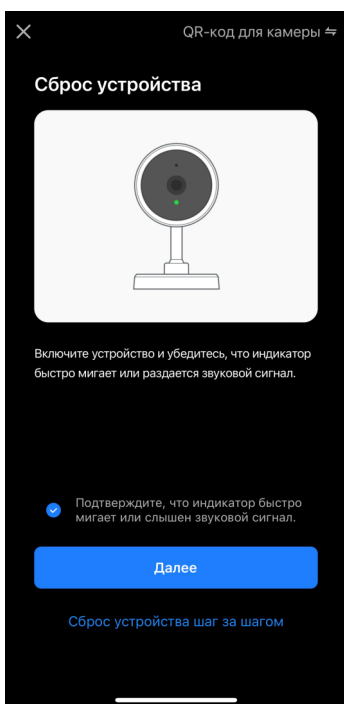 QR-код для камеры
Сброс устройства
Включите устройство и убедитесь, что индикатор
быстро мигает или раздается звуковой сигнал.
Подтверждите, что индикатор быстро
мигает или слышен звуковой сигнал.
Далее
Сброс устройства шаг за шагом